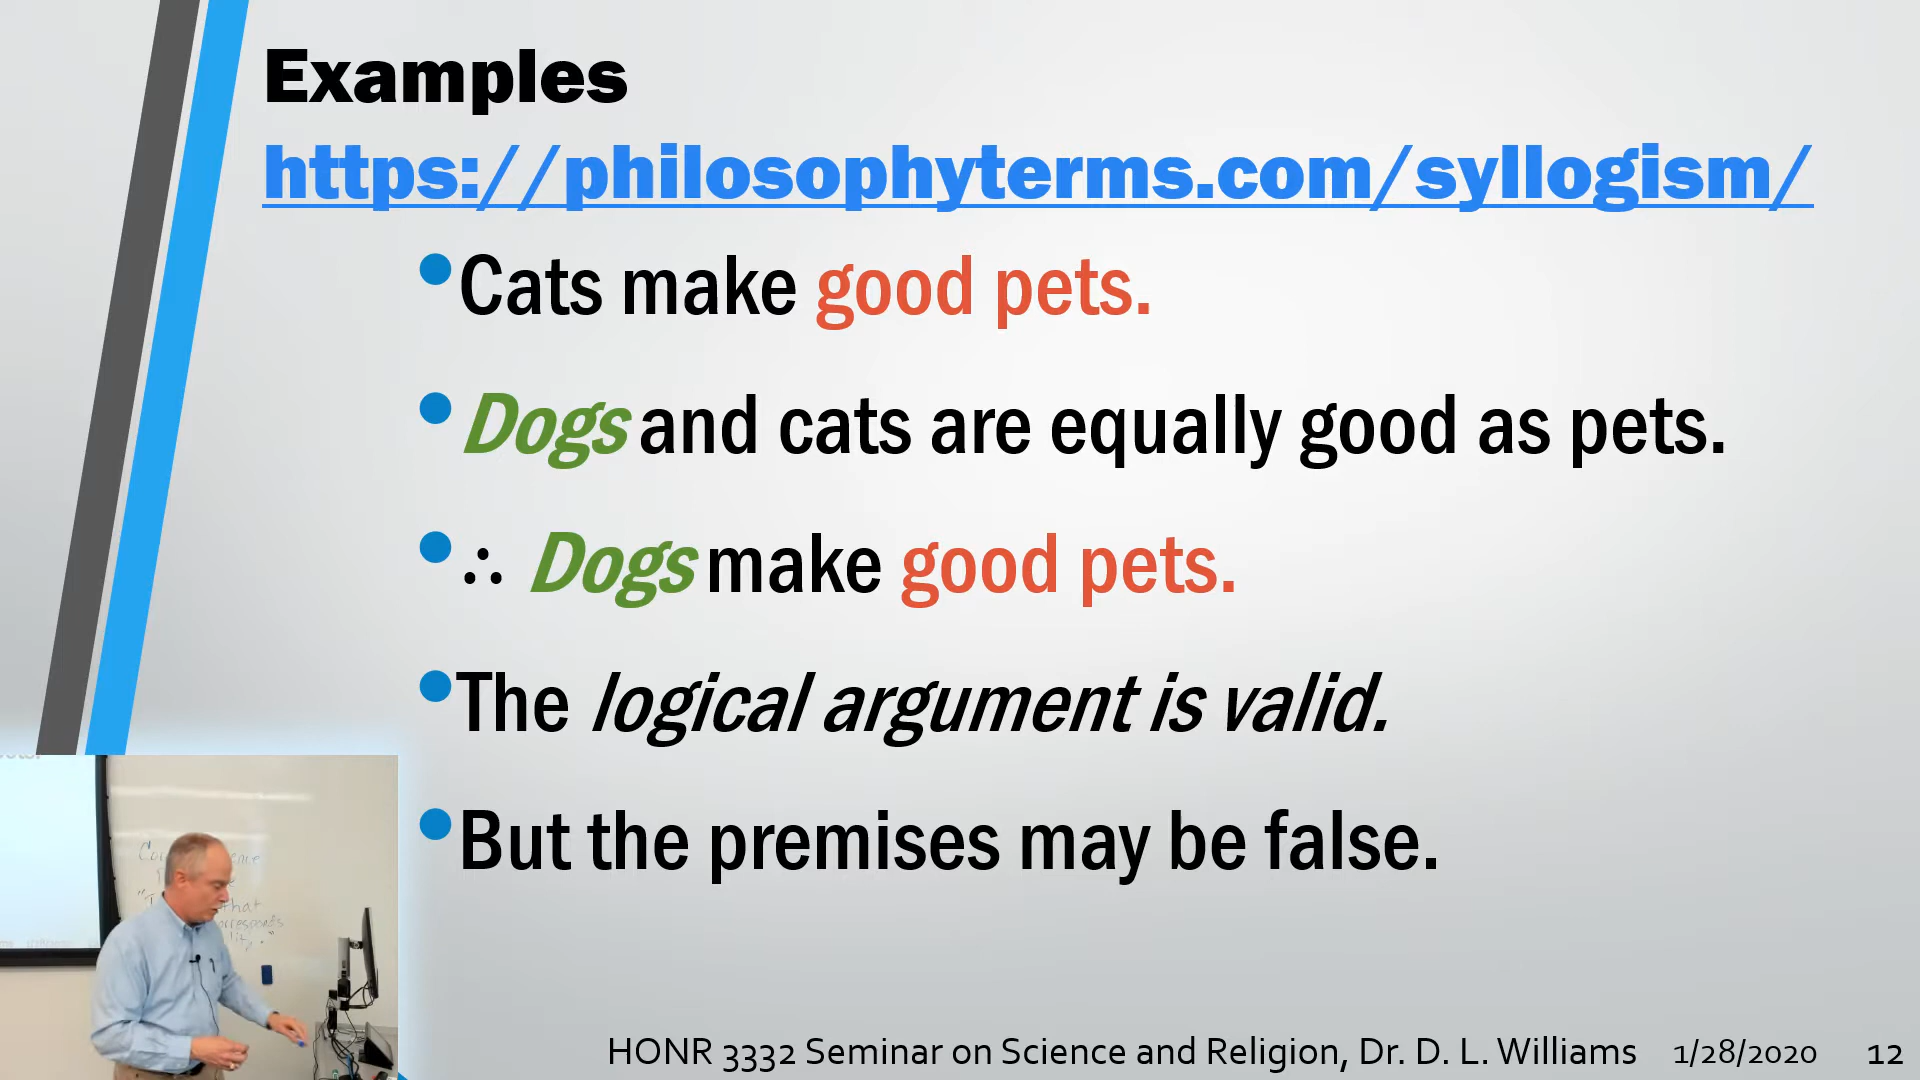 Examples
https://philosophyterms.com/syllogism/
•Cats make good pets.
•Dogs and cats are equally good as pets.
•∴ Dogs make good pets.
•The logical argument is valid.
•But the premises may be false.
that
HONR 3332 Seminar on Science and Religion, Dr. D. L. Williams 1/28/2020 12